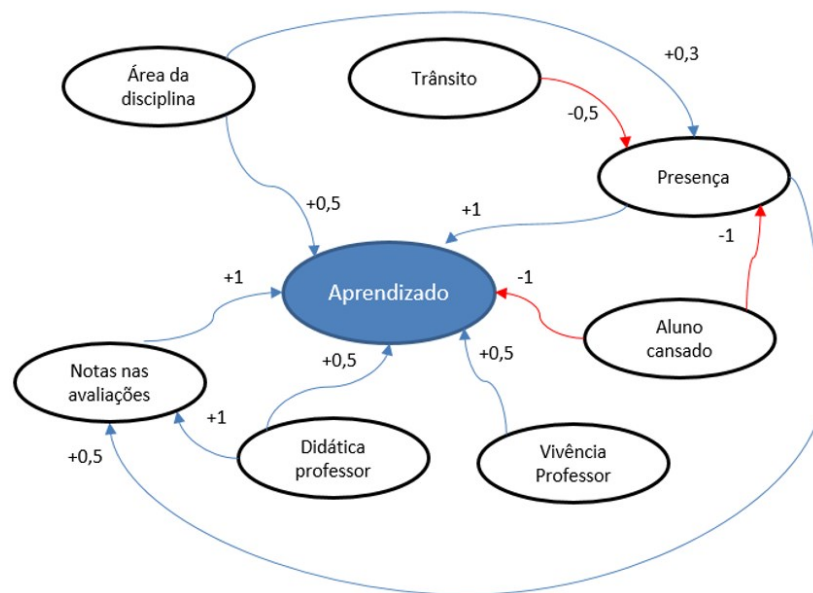 +0,3
Área da
disciplina
Trânsito
-0,5
Presença
+0,5
+1
-1
+1
Aprendizado
-1
Aluno
cansado
+0,5
+0,5
Notas nas
avaliações
+1
Didática
professor
Vivência
Professor
+0,5